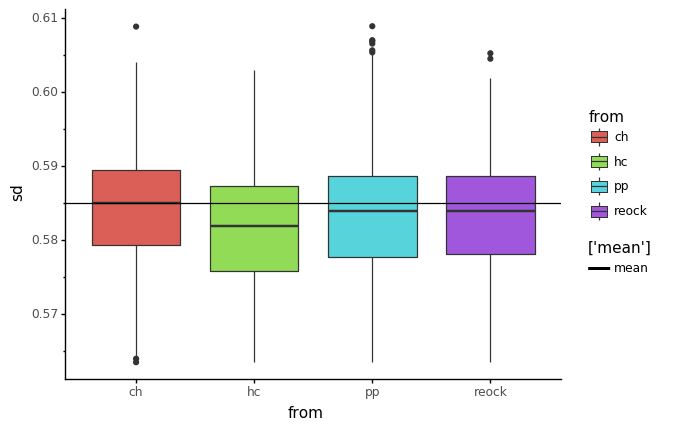 0.61
0.60
0.59
0.58
0.57
sd
ch
hc
pp
reock
from
from
ch
hc
pp
reock
['mean']
mean